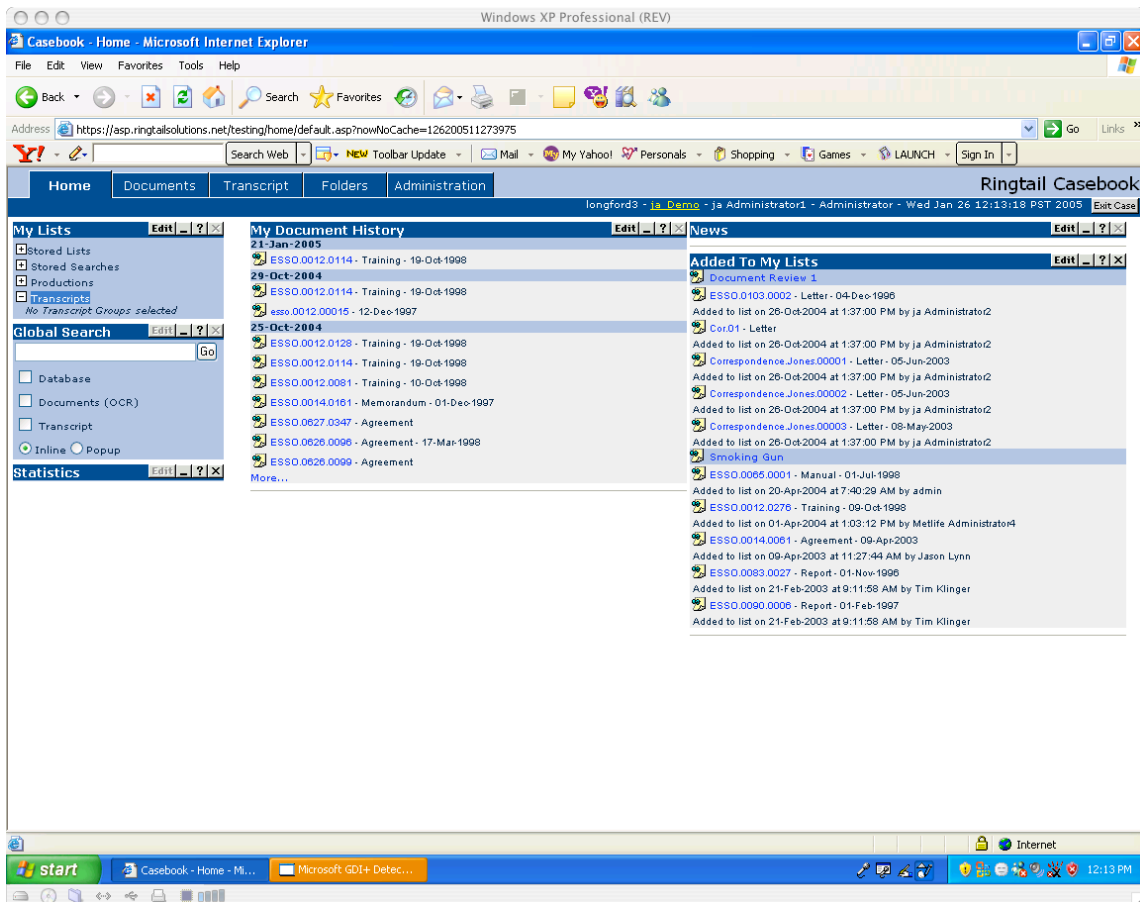 Windows XP Professional (REV)
Casebook - Home - Microsoft Internet Explorer
File Edit View Favorites Tools Help
Back Search Favorites
Address https://asp.ringtailsolutions.net/testing/home/default.asp?nowNoCache=126200511273975 Go Links »
Y! Search Web NEW Toolbar Update Mail My Yahoo! Personals Shopping Games LAUNCH Sign In
Home Documents Transcript Folders Administration Ringtail Casebook
longford3 - ja Demo - ja Administrator1 - Administrator - Wed Jan 26 12:13:18 PST 2005 Exit Case
My Lists Edit _ ? X
Stored Lists
Stored Searches
Productions
Transcripts
No Transcript Groups selected
Global Search Edit _ ? X
Go
Database
Documents (OCR)
Transcript
Inline Popup
Statistics Edit _ ? X
My Document History Edit _ ? X
21-Jan-2005
ESSO.0012.0114 - Training - 19-Oct-1998
29-Oct-2004
ESSO.0012.0114 - Training - 19-Oct-1998
esso.0012.00015 - 12-Dec-1997
25-Oct-2004
ESSO.0012.0128 - Training - 19-Oct-1998
ESSO.0012.0114 - Training - 19-Oct-1998
ESSO.0012.0081 - Training - 10-Oct-1998
ESSO.0014.0161 - Memorandum - 01-Dec-1997
ESSO.0627.0347 - Agreement
ESSO.0626.0096 - Agreement - 17-Mar-1998
ESSO.0626.0099 - Agreement
More...
News Edit _ ? X
Added To My Lists Edit _ ? X
Document Review 1
ESSO.0103.0002 - Letter - 04-Dec-1996
Added to list on 26-Oct-2004 at 1:37:00 PM by ja Administrator2
Cor.01 - Letter
Added to list on 26-Oct-2004 at 1:37:00 PM by ja Administrator2
Correspondence.Jones.00001 - Letter - 05-Jun-2003
Added to list on 26-Oct-2004 at 1:37:00 PM by ja Administrator2
Correspondence.Jones.00002 - Letter - 05-Jun-2003
Added to list on 26-Oct-2004 at 1:37:00 PM by ja Administrator2
Correspondence.Jones.00003 - Letter - 08-May-2003
Added to list on 26-Oct-2004 at 1:37:00 PM by ja Administrator2
Smoking Gun
ESSO.0065.0001 - Manual - 01-Jul-1998
Added to list on 20-Apr-2004 at 7:40:29 AM by admin
ESSO.0012.0276 - Training - 09-Oct-1998
Added to list on 01-Apr-2004 at 1:03:12 PM by Metlife Administrator4
ESSO.0014.0061 - Agreement - 09-Apr-2003
Added to list on 09-Apr-2003 at 11:27:44 AM by Jason Lynn
ESSO.0083.0027 - Report - 01-Nov-1996
Added to list on 21-Feb-2003 at 9:11:58 AM by Tim Klinger
ESSO.0090.0006 - Report - 01-Feb-1997
Added to list on 21-Feb-2003 at 9:11:58 AM by Tim Klinger
Internet
start Casebook - Home - Mi... Microsoft GDI+ Detec... 12:13 PM